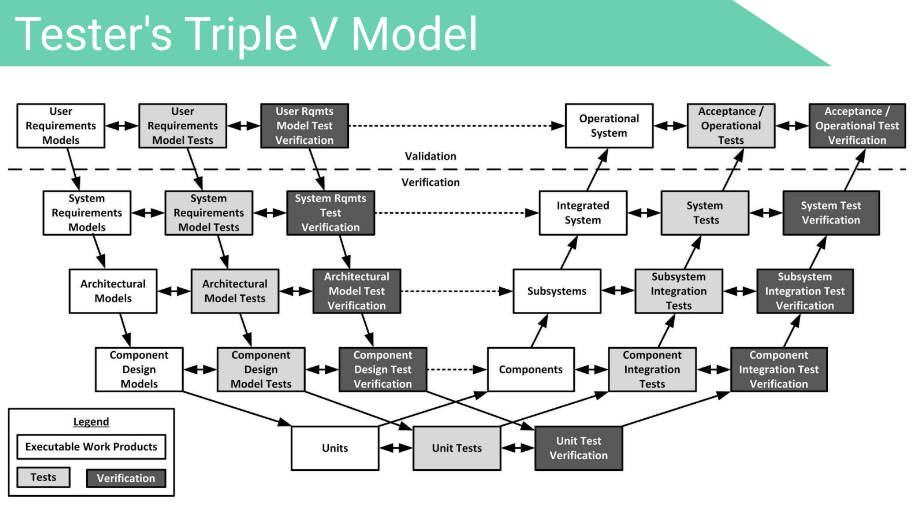 Tester's Triple V Model
User
Requirements
Models
User
Requirements
Model Tests
User Rqmts
Model Test
Verification
Operational
System
Acceptance /
Operational
Tests
Acceptance /
Operational Test
Verification
Validation
Verification
System
Requirements
Models
System
Requirements
Model Tests
System Rqmts
Test
Verification
Integrated
System
System
Tests
System Test
Verification
Architectural
Models
Architectural
Model Tests
Architectural
Model Test
Verification
Subsystems
Subsystem
Integration
Tests
Subsystem
Integration Test
Verification
Component
Design
Models
Component
Design
Model Tests
Component
Design Test
Verification
Components
Component
Integration
Tests
Component
Integration Test
Verification
Units
Unit Tests
Unit Test
Verification
Legend
Executable Work Products
Tests
Verification